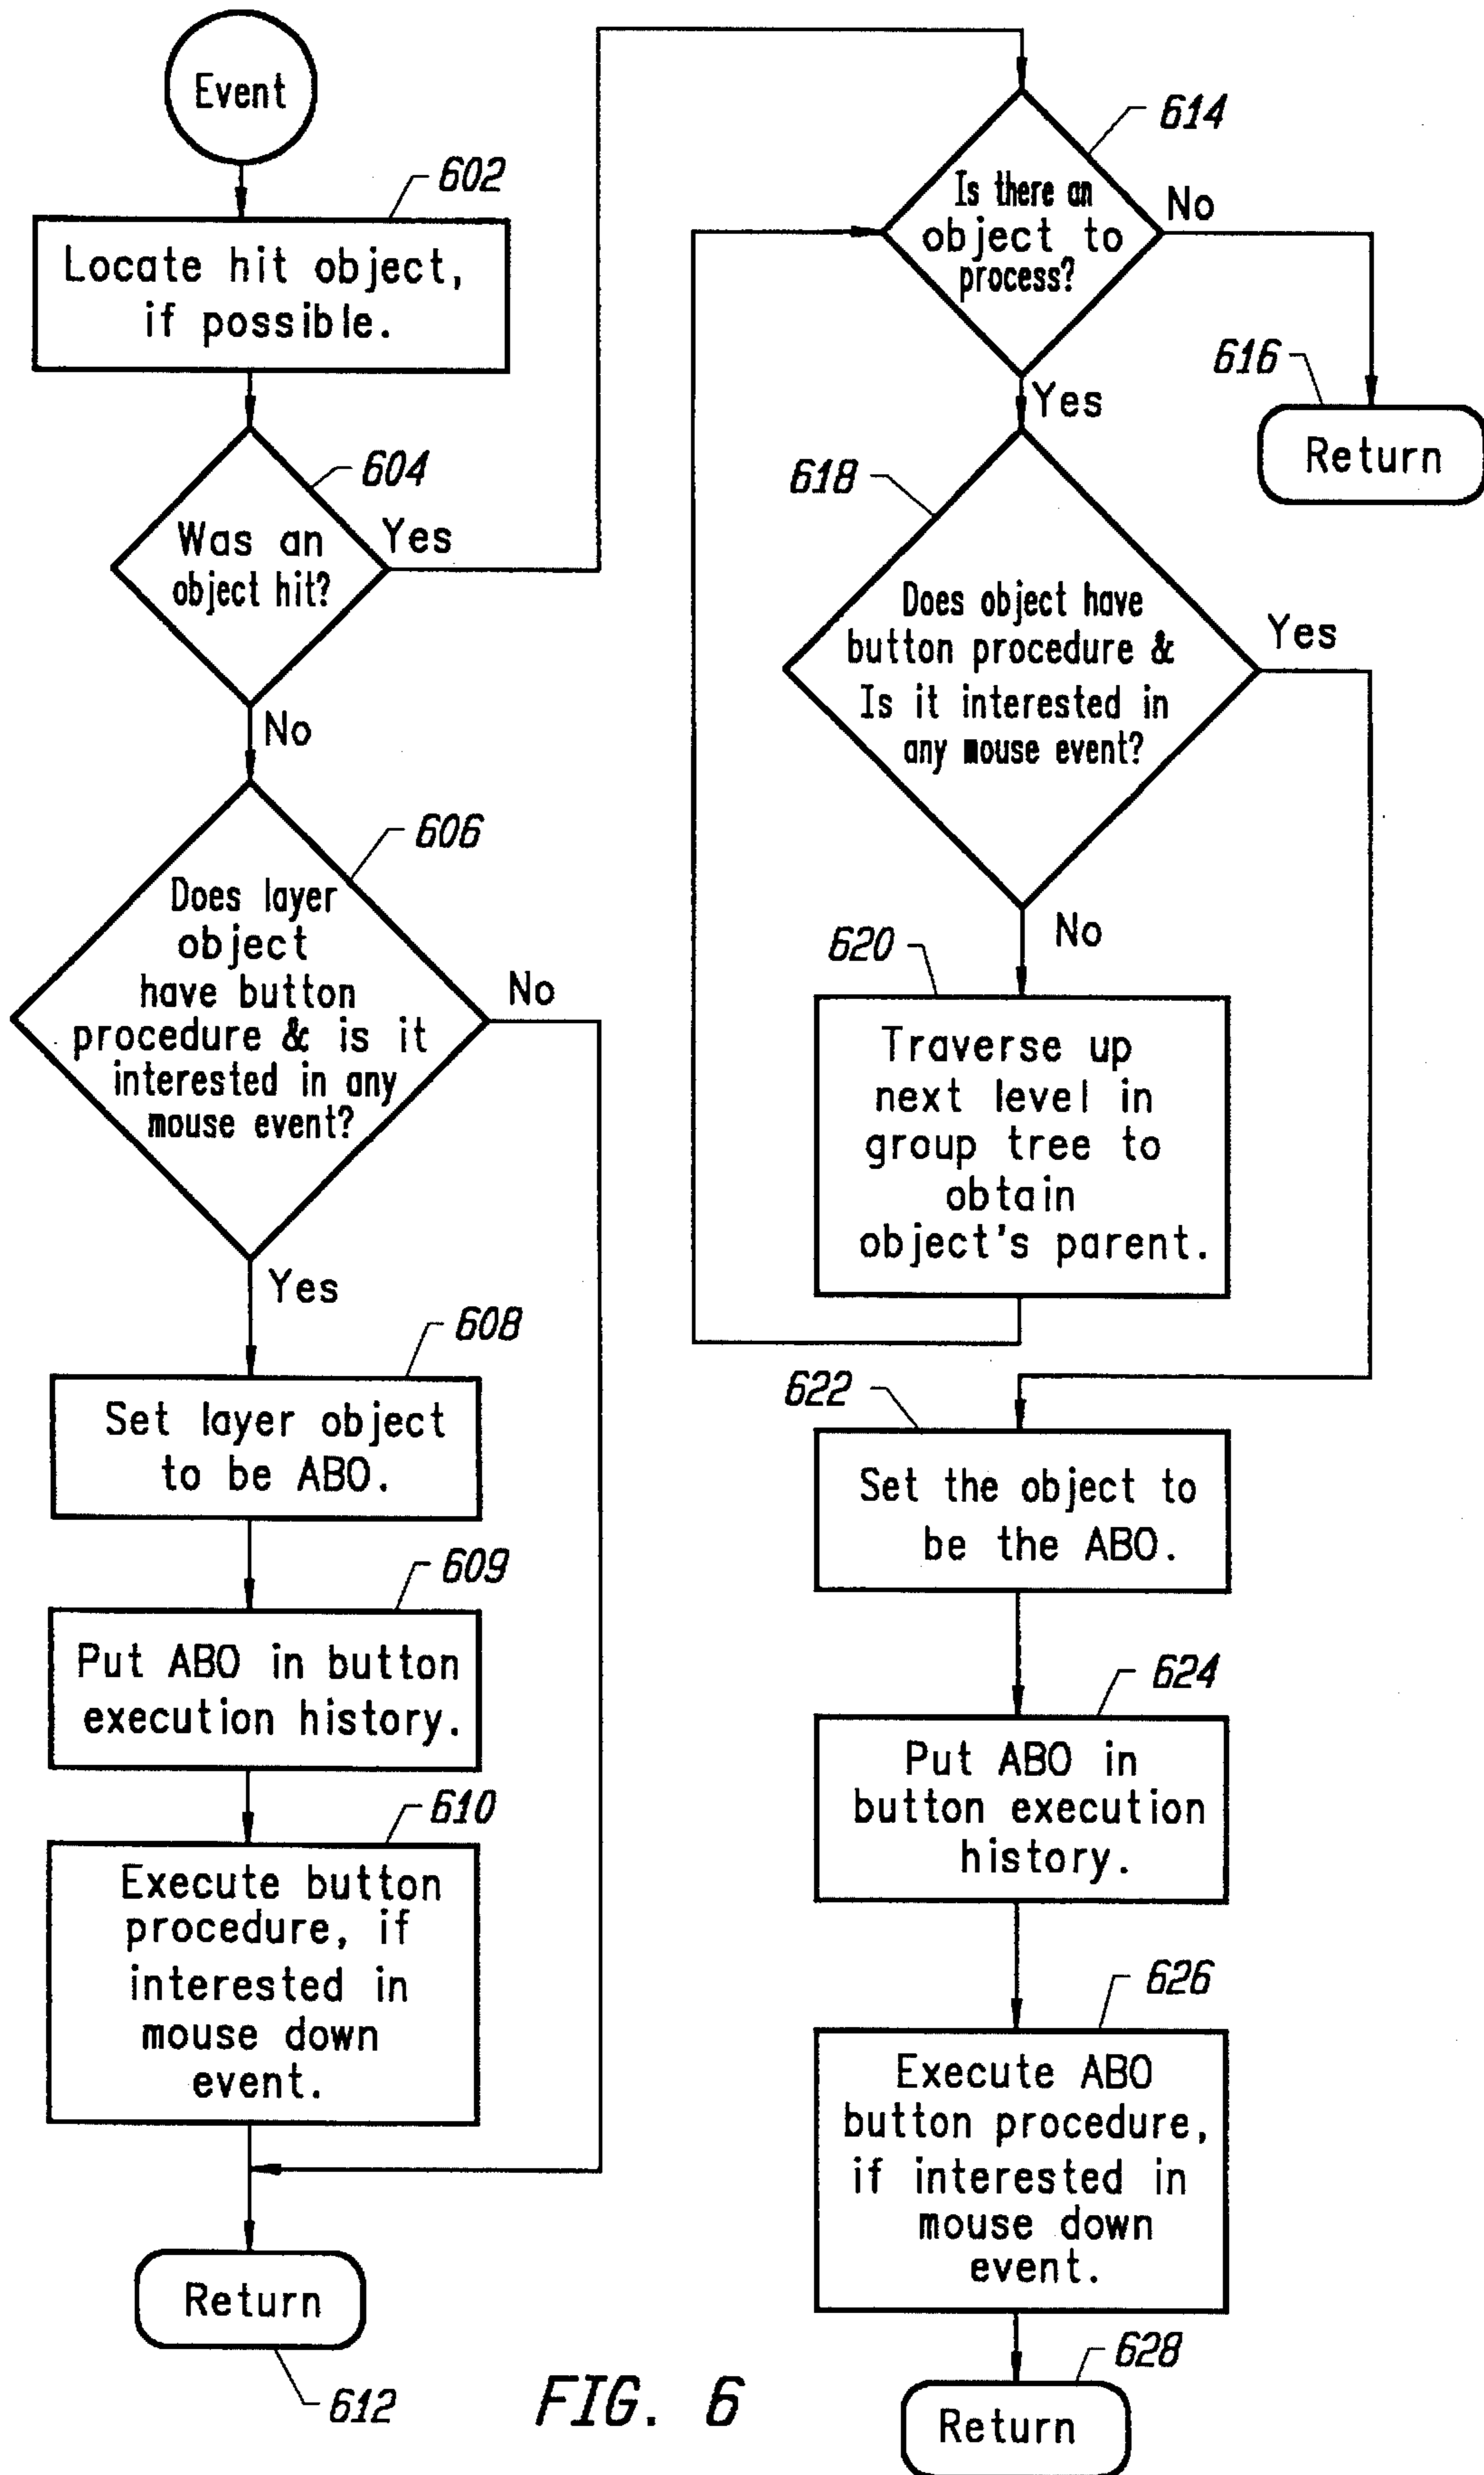 Event
602
Locate hit object,
if possible.
604
Was an
object hit?
Yes
No
606
Does layer
object
have button
procedure & is it
interested in any
mouse event?
No
Yes
608
Set layer object
to be ABO.
609
Put ABO in button
execution history.
610
Execute button
procedure, if
interested in
mouse down
event.
Return
612
614
Is there an
object to
process?
No
616
Return
Yes
618
Does object have
button procedure &
Is it interested in
any mouse event?
Yes
No
620
Traverse up
next level in
group tree to
obtain
object's parent.
622
Set the object to
be the ABO.
624
Put ABO in
button execution
history.
626
Execute ABO
button procedure,
if interested in
mouse down
event.
628
Return
FIG. 6